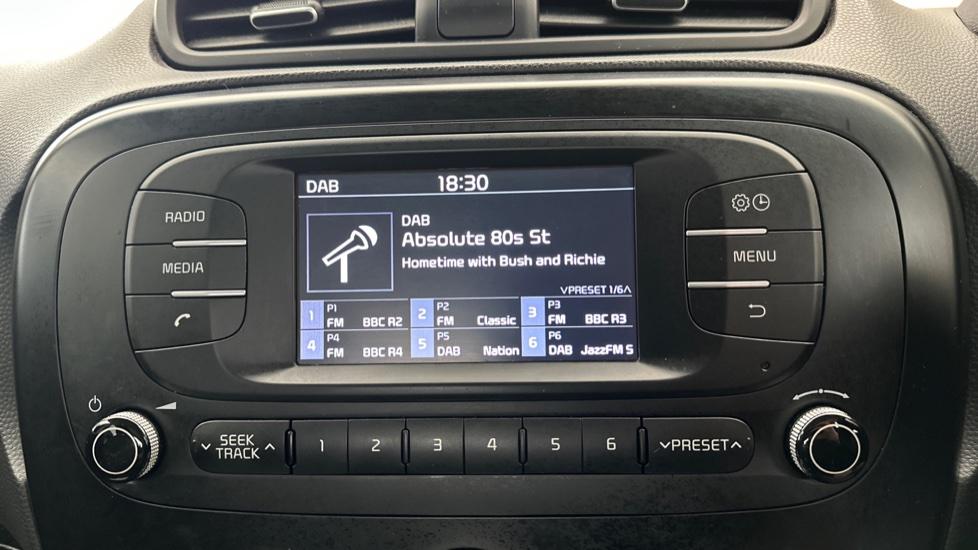 DAB 18:30
DAB
Absolute 80s St
Hometime with Bush and Richie
PRESET 1/6
1 P1 FM BBC R2
2 P2 FM Classic
3 P3 FM BBC R3
4 P4 FM BBC R4
5 P5 DAB Nation
6 P6 DAB JazzFM S
RADIO
MEDIA
MENU
SEEK
TRACK
1 2 3 4 5 6
PRESET